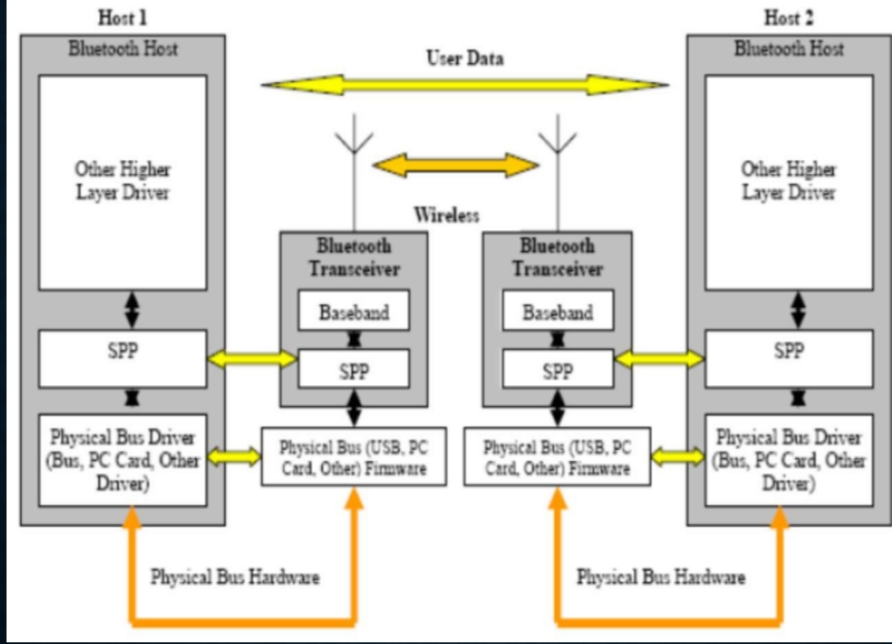 Host 1
Host 2
Bluetooth Host
Bluetooth Host
User Data
Other Higher
Layer Driver
Other Higher
Layer Driver
Wireless
Bluetooth
Transceiver
Bluetooth
Transceiver
Baseband
Baseband
SPP
SPP
SPP
SPP
Physical Bus Driver
(Bus, PC Card, Other
Driver)
Physical Bus (USB, PC
Card, Other) Firmware
Physical Bus (USB, PC
Card, Other) Firmware
Physical Bus Driver
(Bus, PC Card, Other
Driver)
Physical Bus Hardware
Physical Bus Hardware